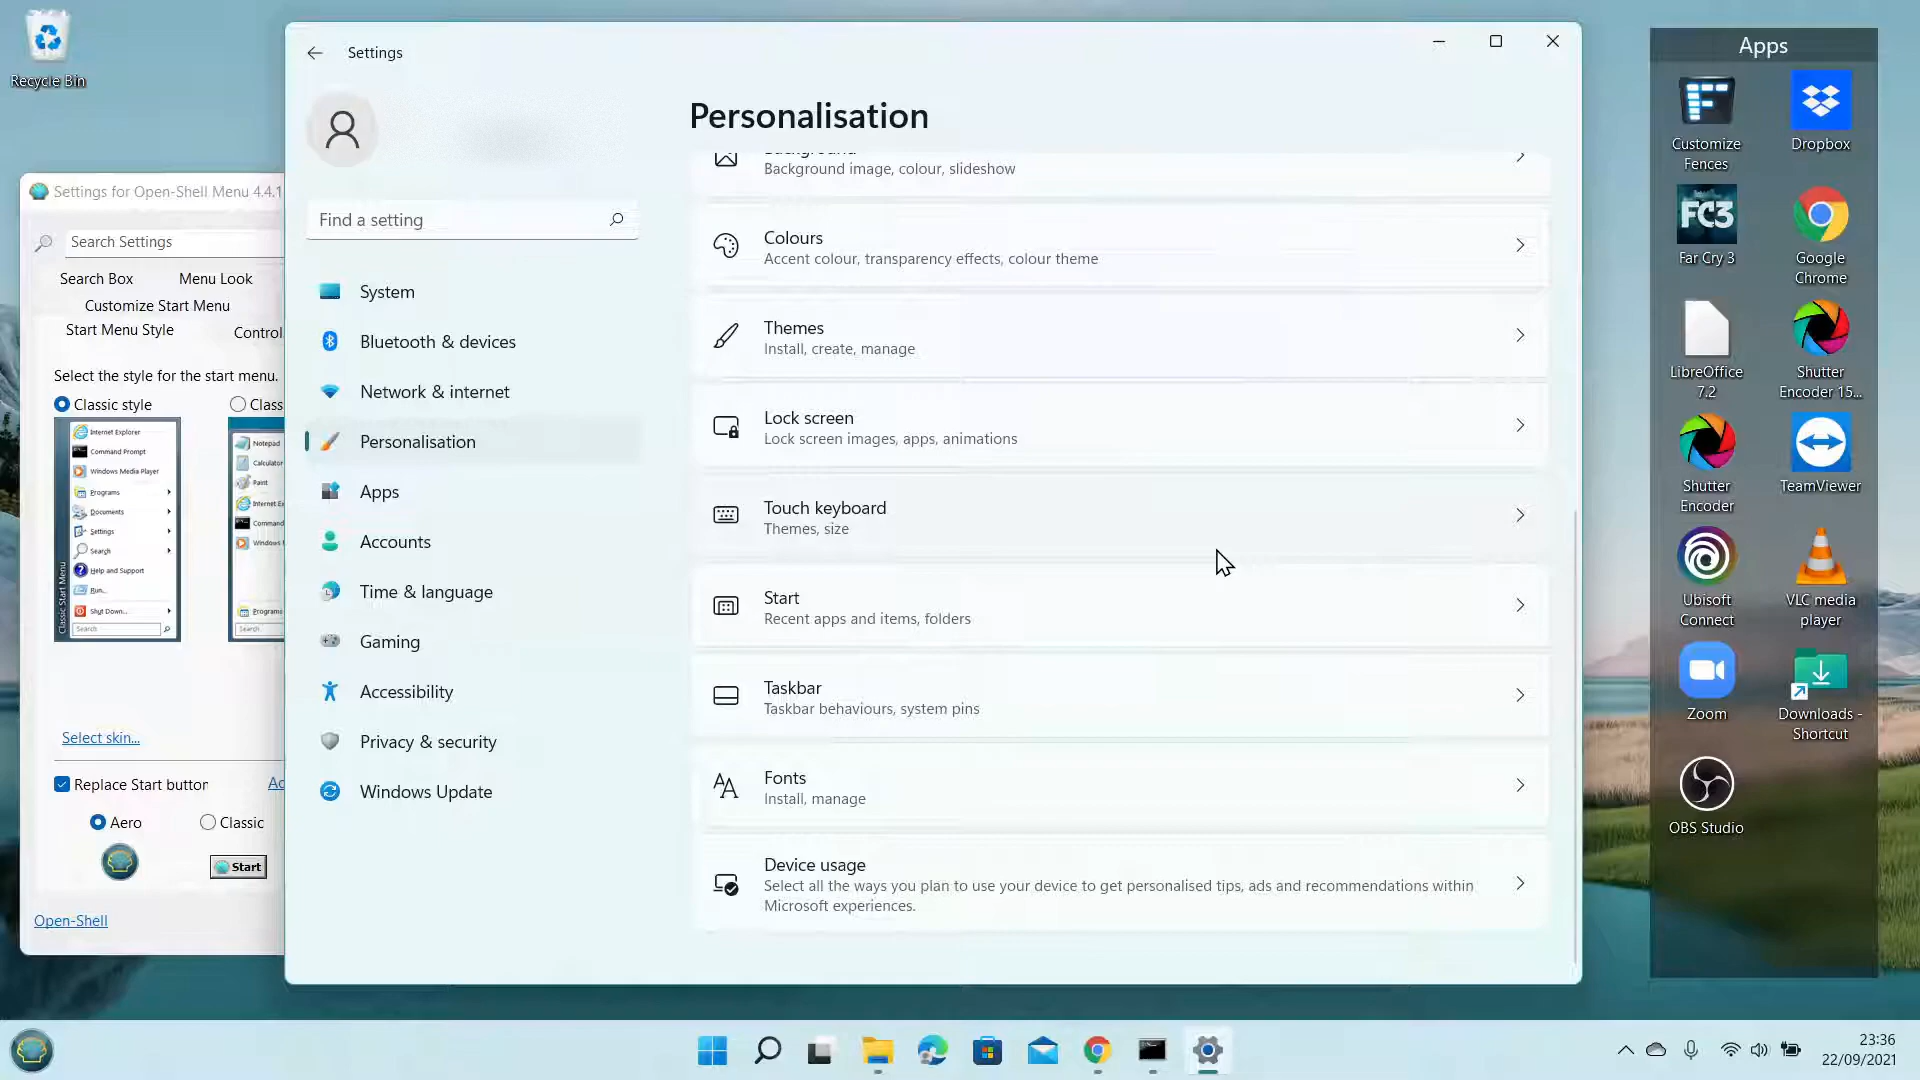 Recycle Bin
Settings for Open-Shell Menu 4.4.1
Search Settings
Search Box
Menu Look
Customize Start Menu
Start Menu Style
Control
Select the style for the start menu.
Classic style
Class
Internet Explorer
Command Prompt
Windows Media Player
Programs
Documents
Settings
Search
Help and Support
Run...
Shut Down...
Search
Classic Start Menu
Notepad
Calculator
Paint
Internet Ex
Command
Windows M
Programs
Search
Select skin...
Replace Start button
Ad
Aero
Classic
Start
Open-Shell
Settings
Find a setting
System
Bluetooth & devices
Network & internet
Personalisation
Apps
Accounts
Time & language
Gaming
Accessibility
Privacy & security
Windows Update
Personalisation
Background
Background image, colour, slideshow
Colours
Accent colour, transparency effects, colour theme
Themes
Install, create, manage
Lock screen
Lock screen images, apps, animations
Touch keyboard
Themes, size
Start
Recent apps and items, folders
Taskbar
Taskbar behaviours, system pins
Fonts
Install, manage
Device usage
Select all the ways you plan to use your device to get personalised tips, ads and recommendations within
Microsoft experiences.
Apps
Customize
Fences
Dropbox
FC3
Far Cry 3
Google
Chrome
LibreOffice
7.2
Shutter
Encoder 15...
Shutter
Encoder
TeamViewer
Ubisoft
Connect
VLC media
player
Zoom
Downloads -
Shortcut
OBS Studio
23:36
22/09/2021